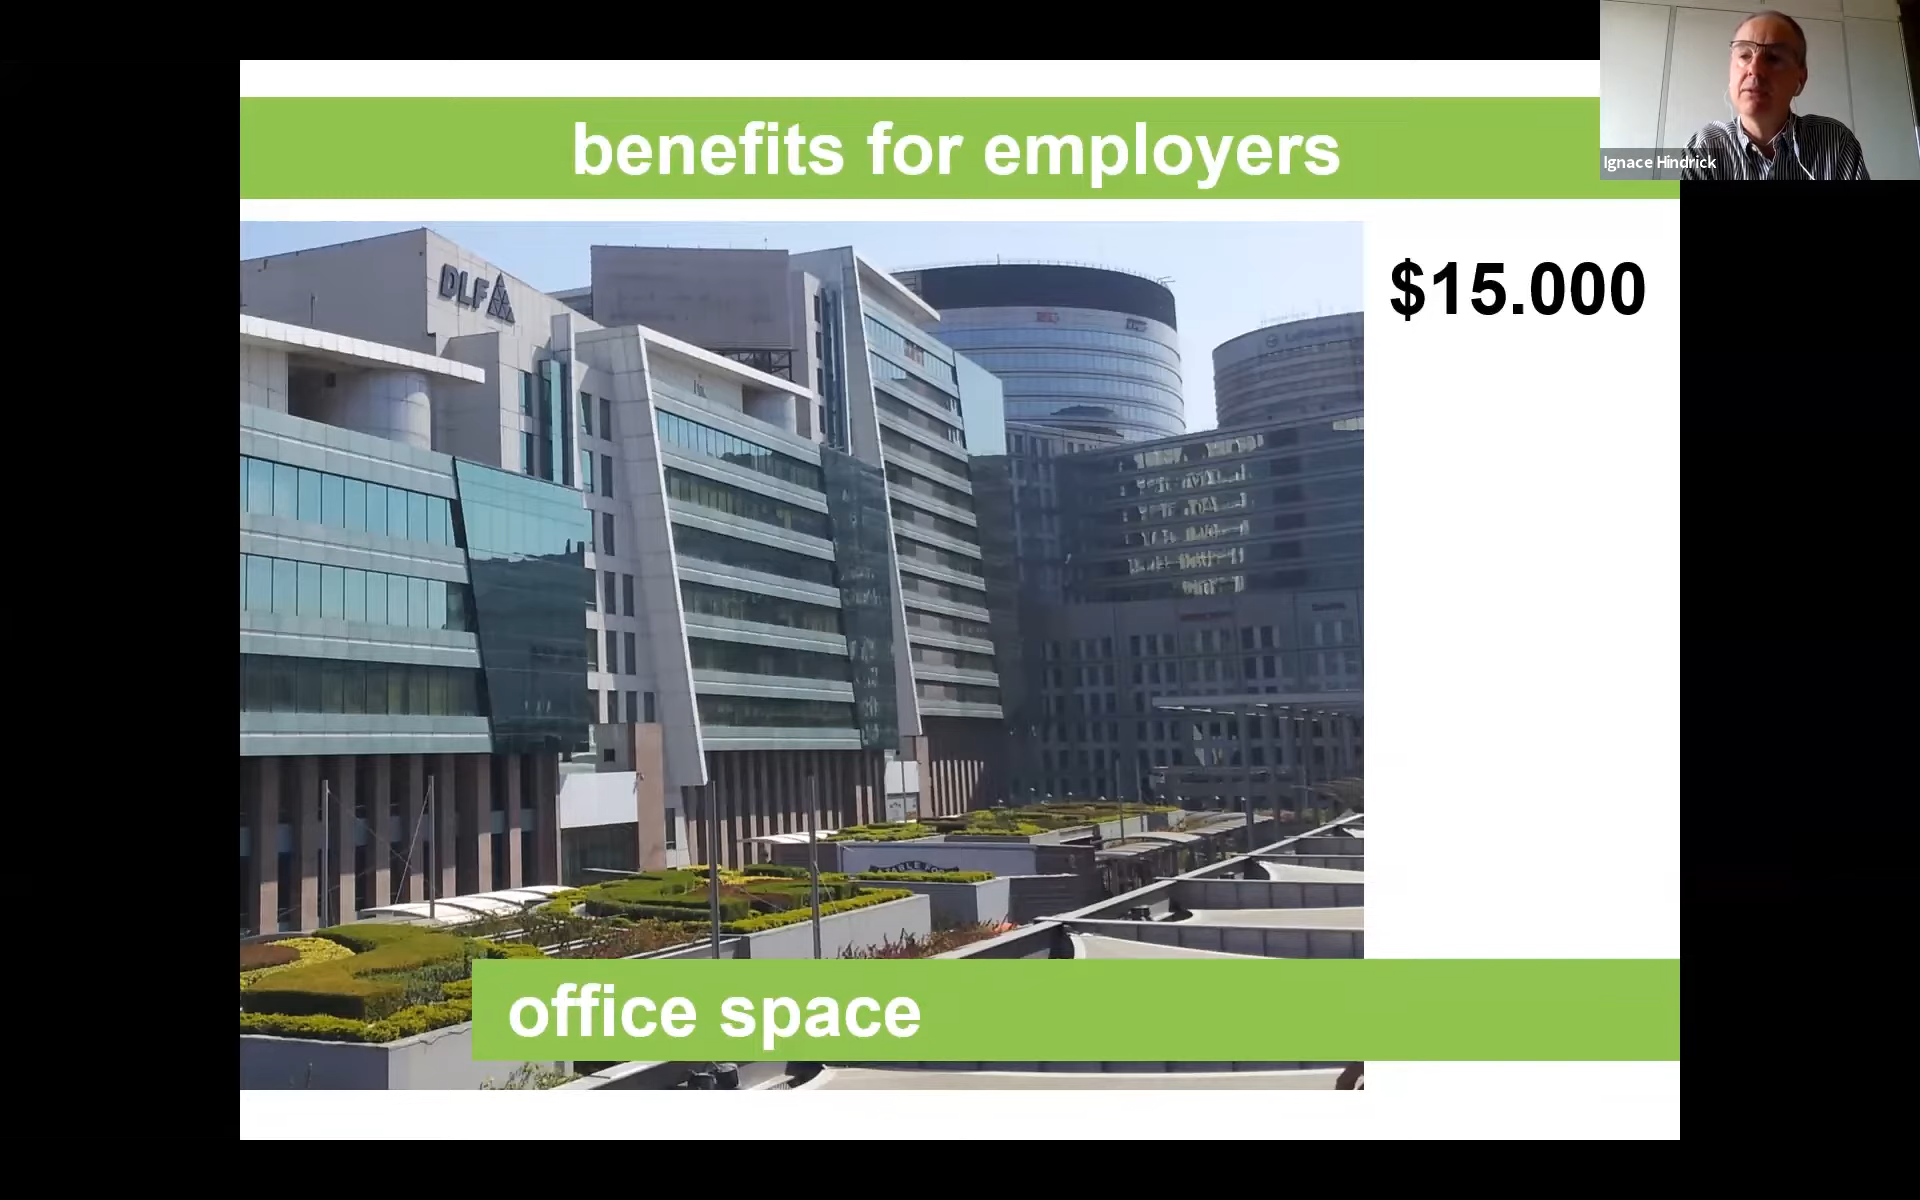 benefits for employers
Ignace Hindrick
DLF
$15.000
office space